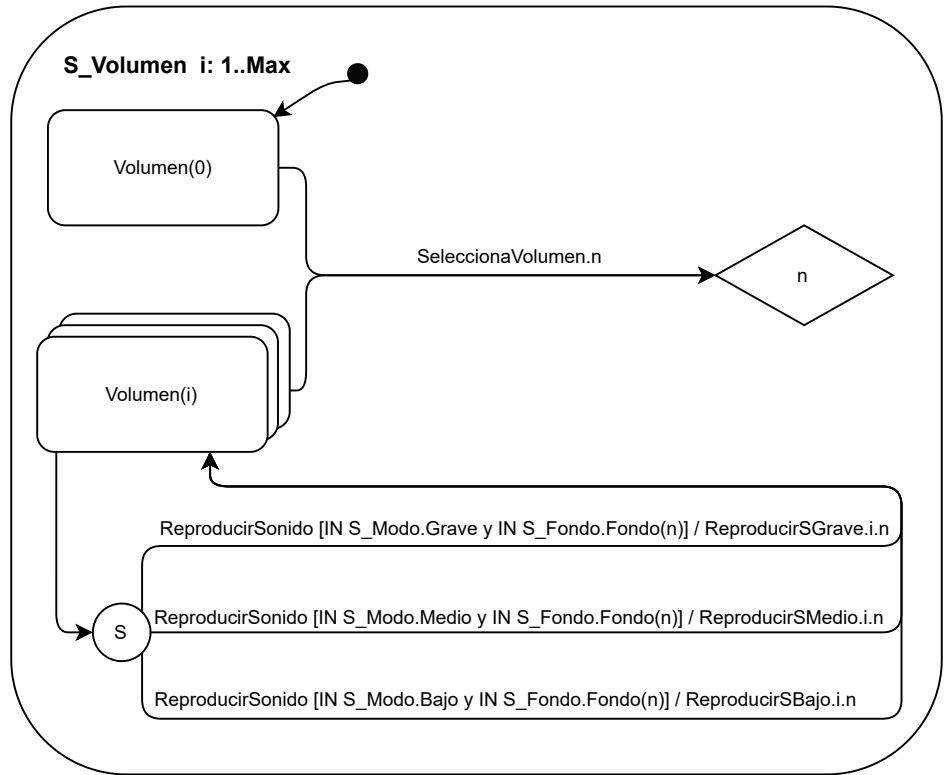 S_Volumen i: 1..Max
Volumen(0)
SeleccionaVolumen.n
n
Volumen(i)
ReproducirSonido [IN S_Modo.Grave y IN S_Fondo.Fondo(n)] / ReproducirSGrave.i.n
S
ReproducirSonido [IN S_Modo.Medio y IN S_Fondo.Fondo(n)] / ReproducirSMedio.i.n
ReproducirSonido [IN S_Modo.Bajo y IN S_Fondo.Fondo(n)] / ReproducirSBajo.i.n